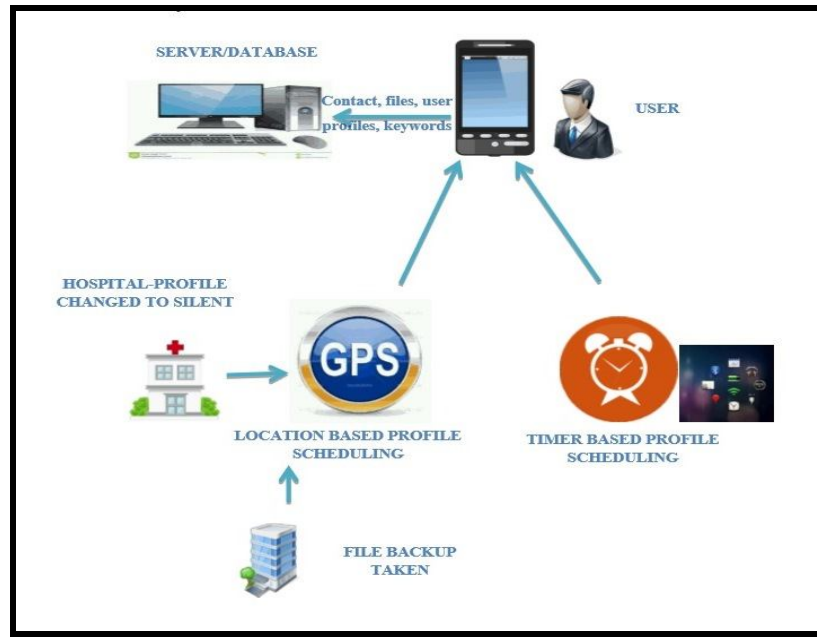 SERVER/DATABASE
Contact, files, user
profiles, keywords
USER
HOSPITAL-PROFILE
CHANGED TO SILENT
GPS
LOCATION BASED PROFILE
SCHEDULING
TIMER BASED PROFILE
SCHEDULING
FILE BACKUP
TAKEN